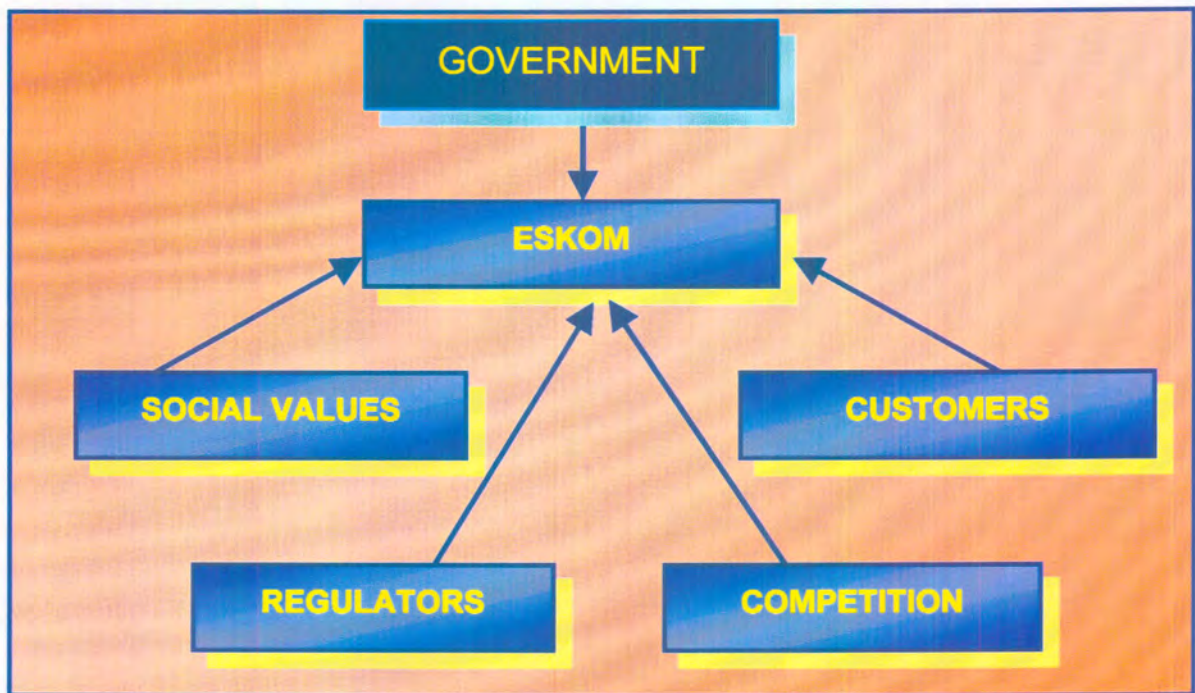 GOVERNMENT
ESKOM
SOCIAL VALUES
CUSTOMERS
REGULATORS
COMPETITION